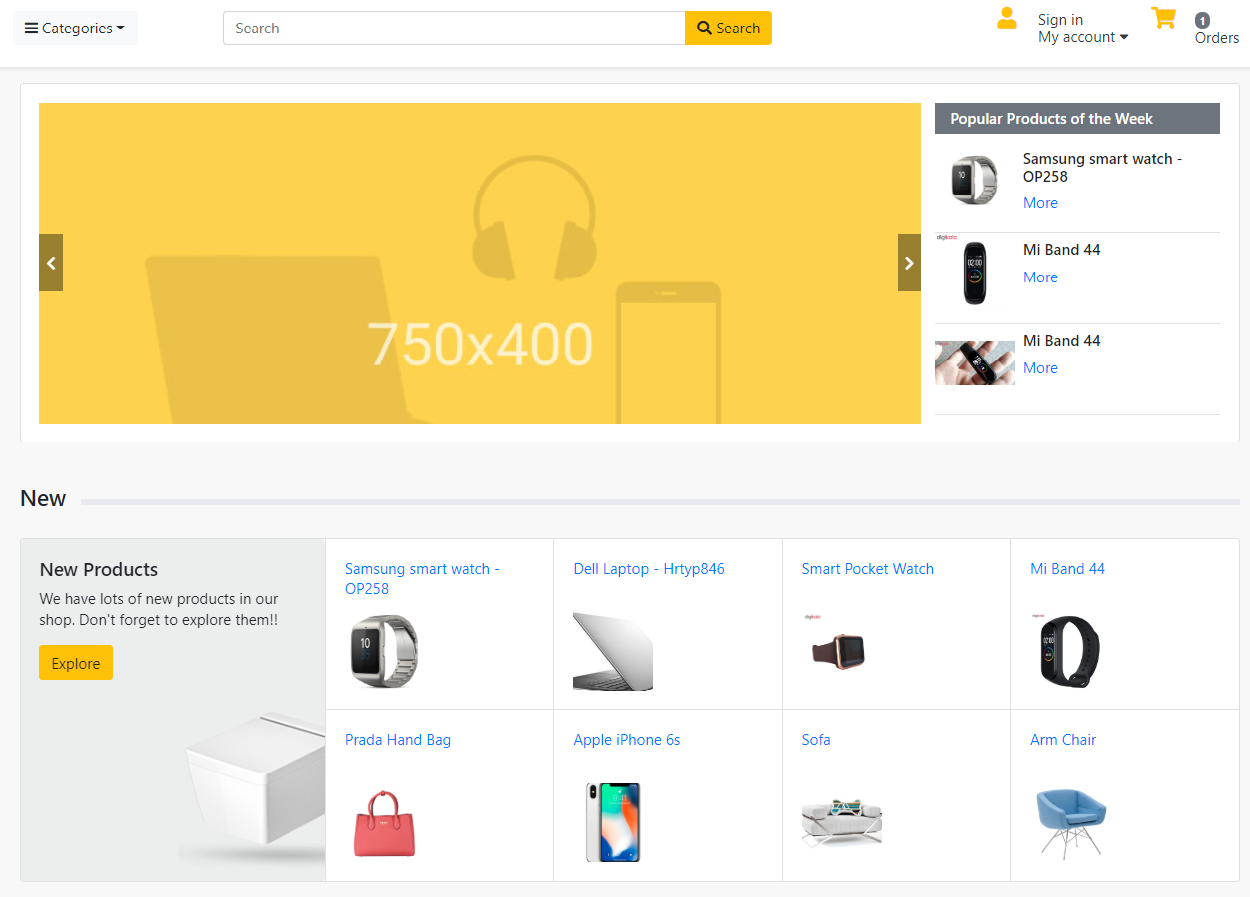 Categories
Search
Search
Sign in
My account
1
Orders
750x400
Popular Products of the Week
Samsung smart watch -
OP258
More
digikala
Mi Band 44
More
Mi Band 44
More
New
New Products
We have lots of new products in our
shop. Don't forget to explore them!!
Explore
Samsung smart watch -
OP258
10
Dell Laptop - Hrtyp846
Smart Pocket Watch
digikala
Mi Band 44
Prada Hand Bag
Apple iPhone 6s
Sofa
Arm Chair